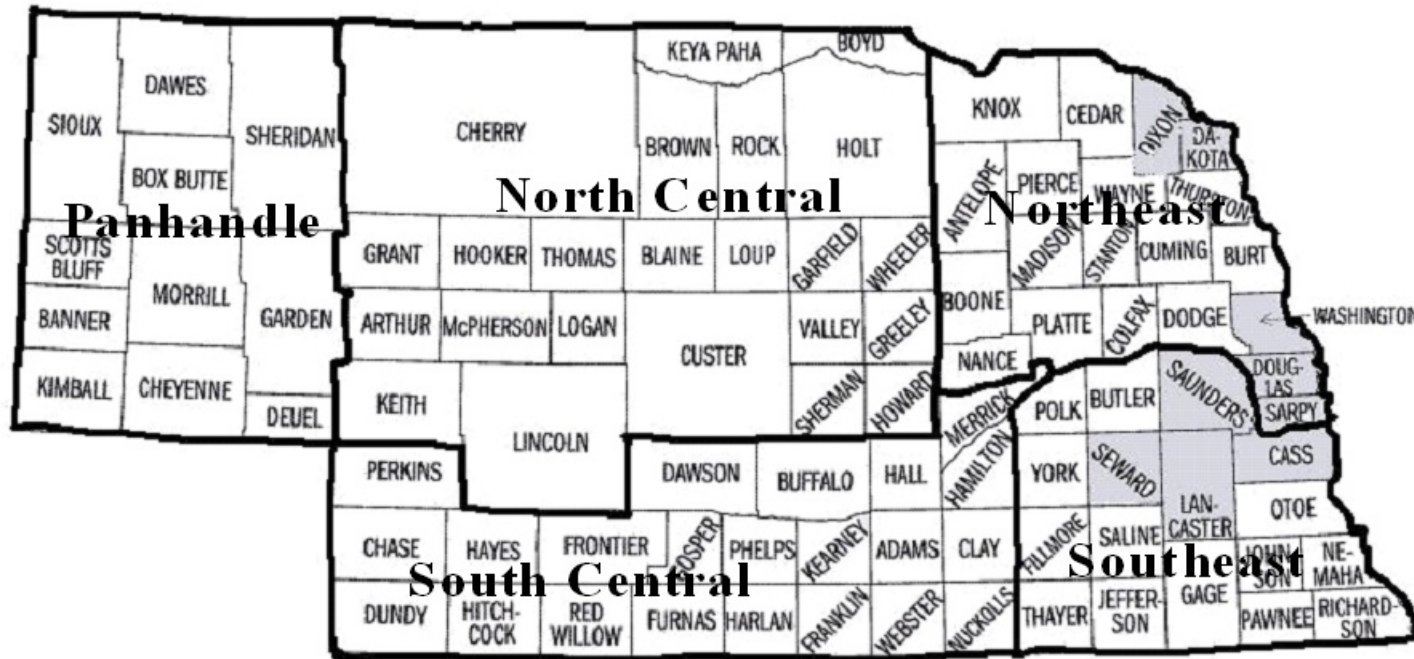 KEYA PAHA
BOYD
DAWES
SIOUX
SHERIDAN
CHERRY
BROWN
ROCK
HOLT
KNOX
CEDAR
DIXON
DA-
KOTA
BOX BUTTE
North Central
Panhandle
ANTELOPE
PIERCE
WAYNE
THURSTON
Northeast
SCOTTS
BLUFF
GRANT
HOOKER
THOMAS
BLAINE
LOUP
GARFIELD
WHEELER
MADISON
STANTON
CUMING
BURT
MORRILL
BANNER
GARDEN
ARTHUR
McPHERSON
LOGAN
CUSTER
VALLEY
GREELEY
BOONE
PLATTE
COLFAX
DODGE
WASHINGTON
NANCE
KIMBALL
CHEYENNE
DEUEL
KEITH
LINCOLN
SHERMAN
HOWARD
MERRICK
POLK
BUTLER
SAUNDERS
DOUG-
LAS
SARPY
PERKINS
DAWSON
BUFFALO
HALL
HAMILTON
YORK
SEWARD
CASS
LAN-
CASTER
OTOE
CHASE
HAYES
FRONTIER
GOSPER
PHELPS
KEARNEY
ADAMS
CLAY
FILLMORE
SALINE
South Central
Southeast
JOHN-
SON
NE-
MAHA
DUNDY
HITCH-
COCK
RED
WILLOW
FURNAS
HARLAN
FRANKLIN
WEBSTER
NUCKOLLS
THAYER
JEFFER-
SON
GAGE
PAWNEE
RICHARD-
SON